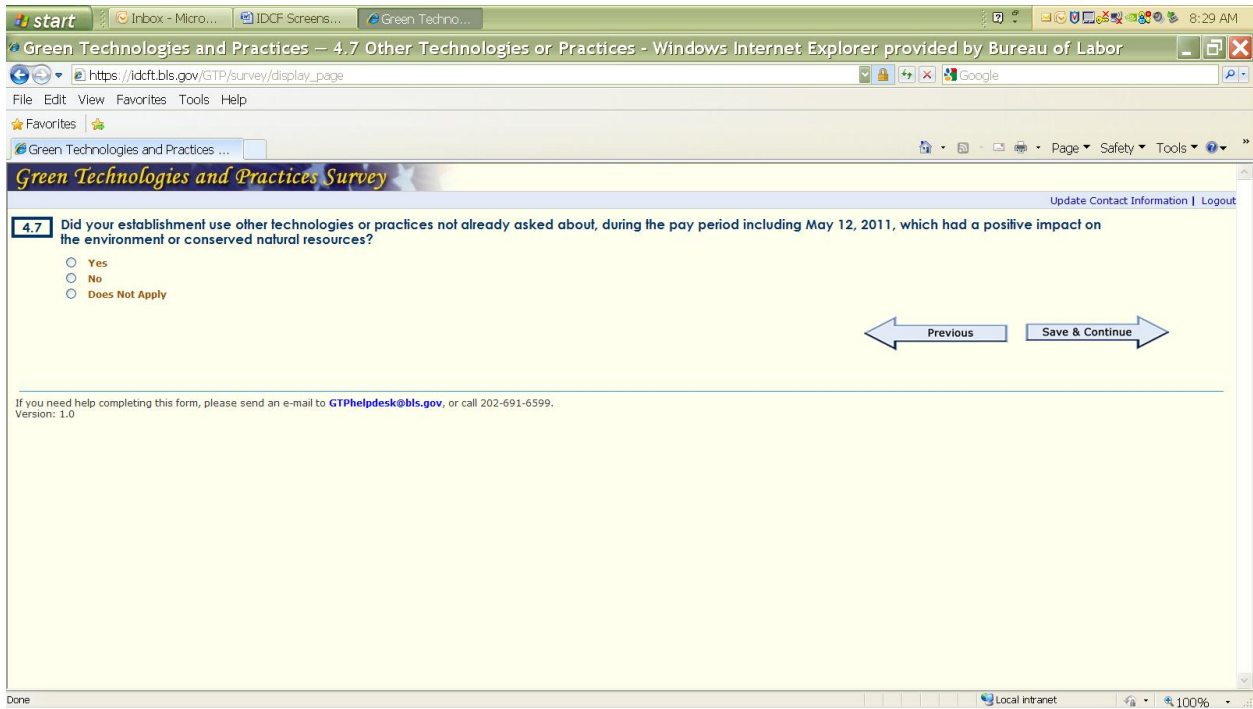 start
Inbox - Micro...
IDCF Screens...
Green Techno...
8:29 AM
Green Technologies and Practices — 4.7 Other Technologies or Practices - Windows Internet Explorer provided by Bureau of Labor
https://idcft.bls.gov/GTP/survey/display_page
Google
File Edit View Favorites Tools Help
Favorites
Green Technologies and Practices ...
Page Safety Tools
Green Technologies and Practices Survey
Update Contact Information | Logout
4.7 Did your establishment use other technologies or practices not already asked about, during the pay period including May 12, 2011, which had a positive impact on
the environment or conserved natural resources?
Yes
No
Does Not Apply
Previous
Save & Continue
If you need help completing this form, please send an e-mail to GTPhelpdesk@bls.gov, or call 202-691-6599.
Version: 1.0
Done
Local intranet
100%